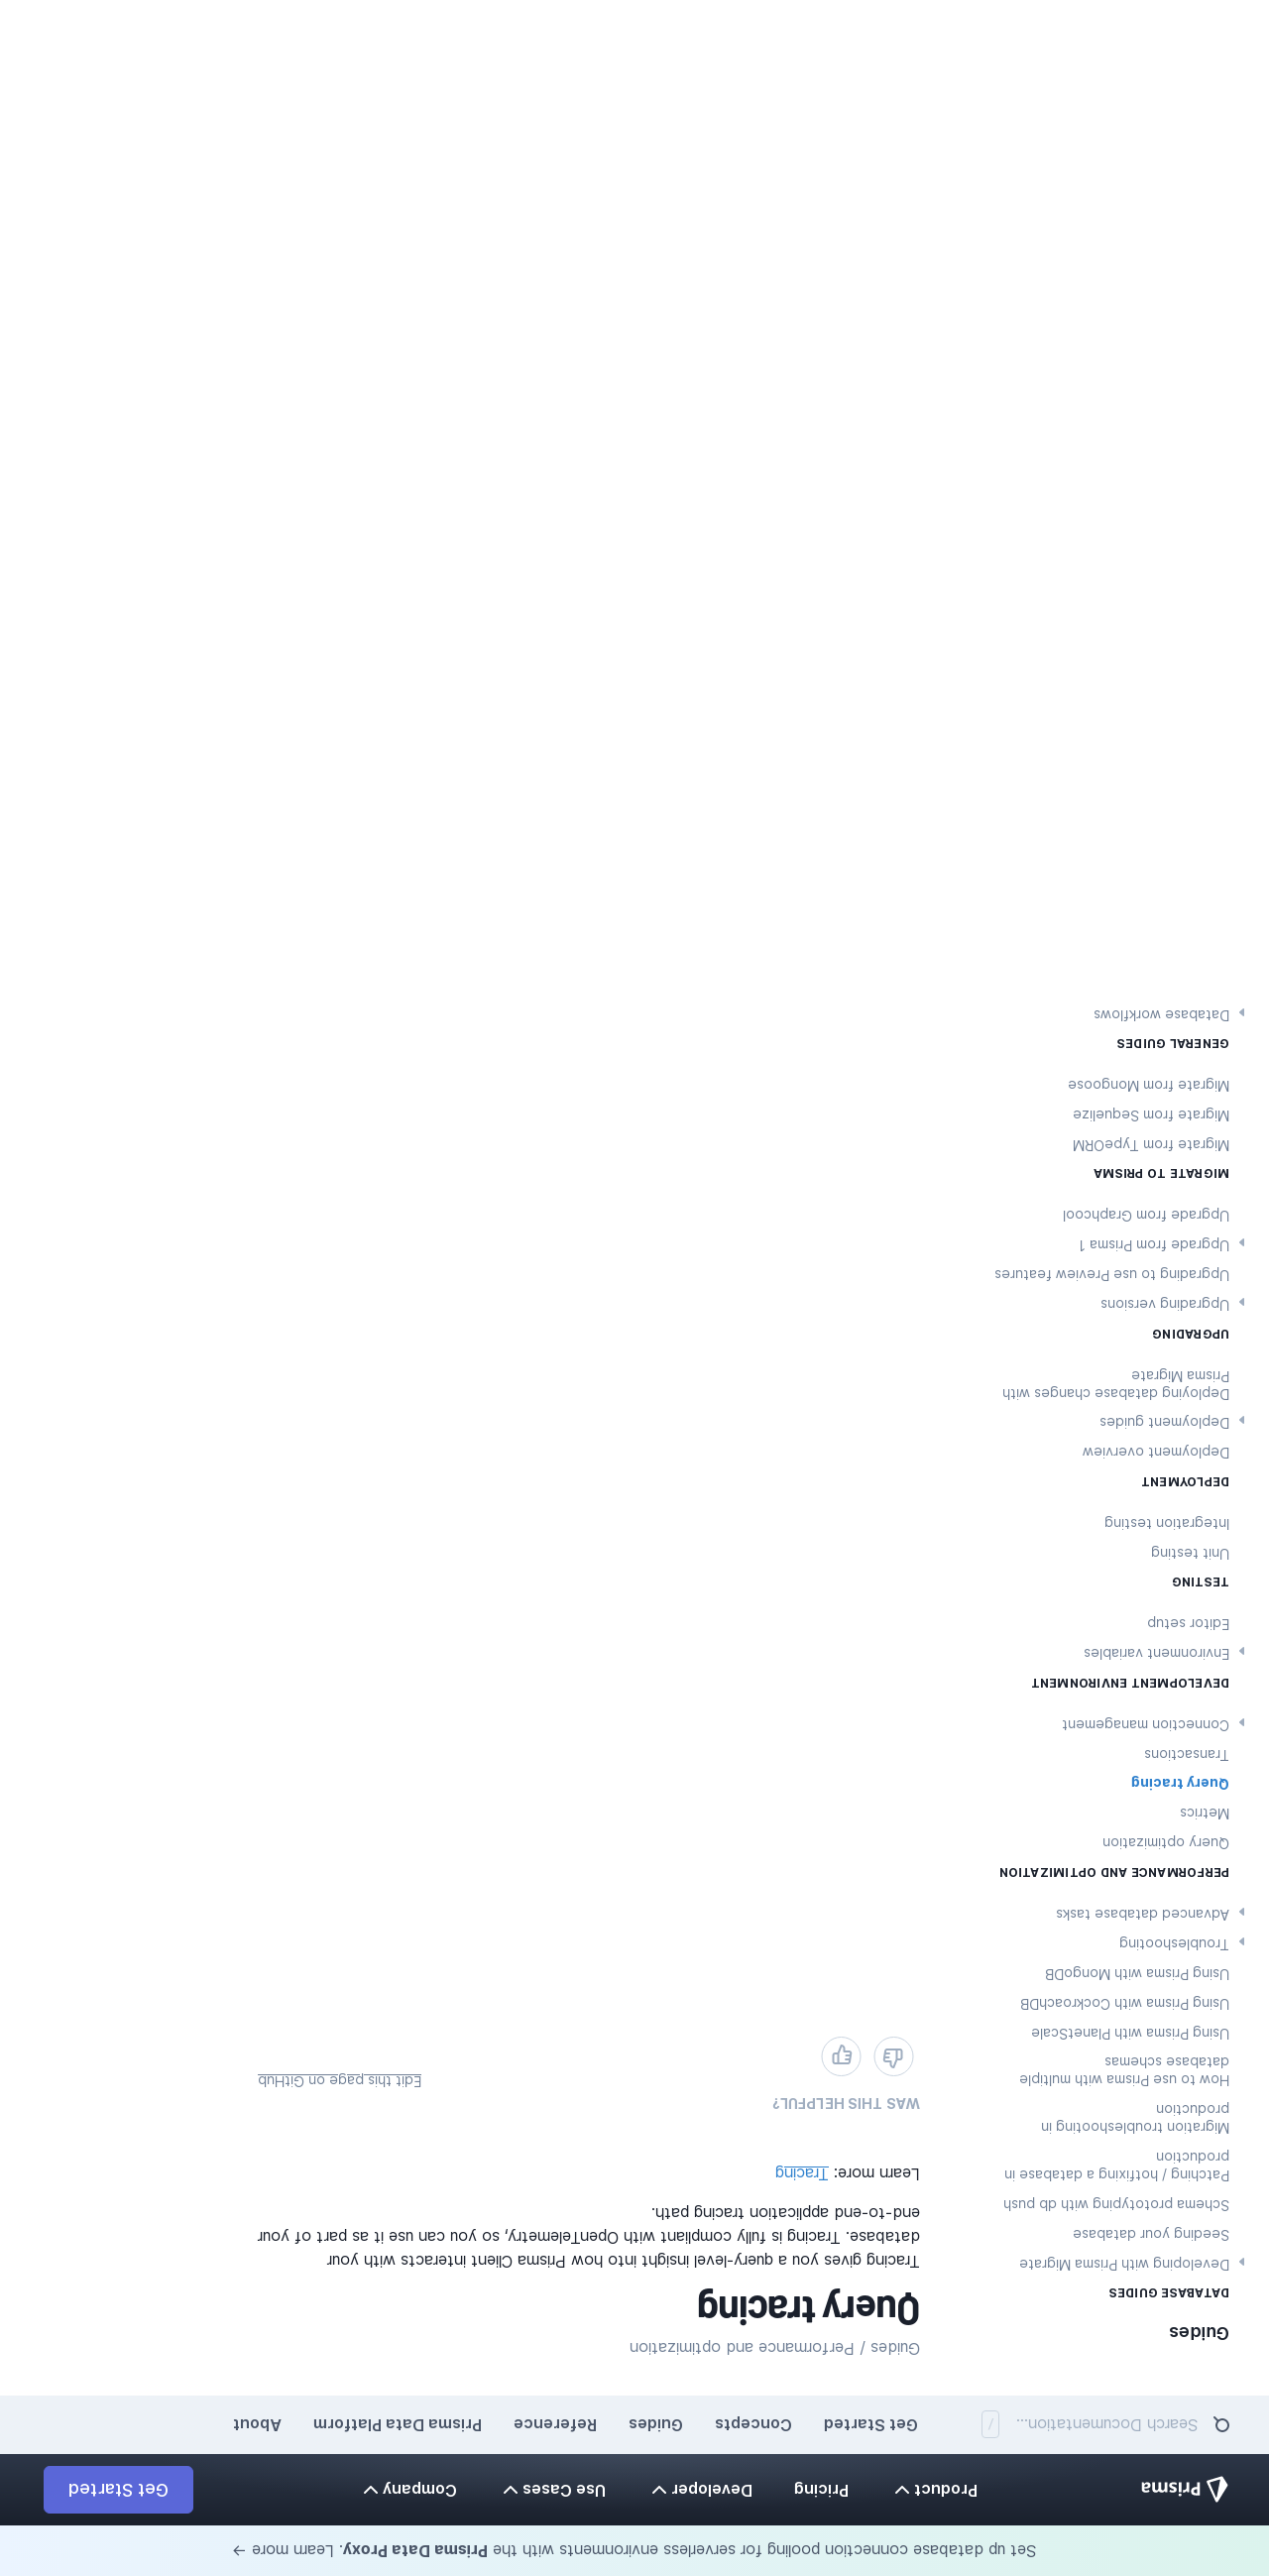 Set up database connection pooling for serverless environments with the Prisma Data Proxy. Learn more →
Prisma
Product
Pricing
Developer
Use Cases
Company
Get Started
Search Documentation...
/
Get Started
Concepts
Guides
Reference
Prisma Data Platform
About
Guides
DATABASE GUIDES
Developing with Prisma Migrate
Seeding your database
Schema prototyping with db push
Patching / hotfixing a database in
production
Migration troubleshooting in
production
How to use Prisma with multiple
database schemas
Using Prisma with PlanetScale
Using Prisma with CockroachDB
Using Prisma with MongoDB
Troubleshooting
Advanced database tasks
PERFORMANCE AND OPTIMIZATION
Query optimization
Metrics
Query tracing
Transactions
Connection management
DEVELOPMENT ENVIRONMENT
Environment variables
Editor setup
TESTING
Unit testing
Integration testing
DEPLOYMENT
Deployment overview
Deployment guides
Deploying database changes with
Prisma Migrate
UPGRADING
Upgrading versions
Upgrading to use Preview features
Upgrade from Prisma 1
Upgrade from Graphcool
MIGRATE TO PRISMA
Migrate from TypeORM
Migrate from Sequelize
Migrate from Mongoose
GENERAL GUIDES
Database workflows
Guides / Performance and optimization
Query tracing
Tracing gives you a query-level insight into how Prisma Client interacts with your
database. Tracing is fully compliant with OpenTelemetry, so you can use it as part of your
end-to-end application tracing path.
Learn more: Tracing
WAS THIS HELPFUL?
Edit this page on GitHub